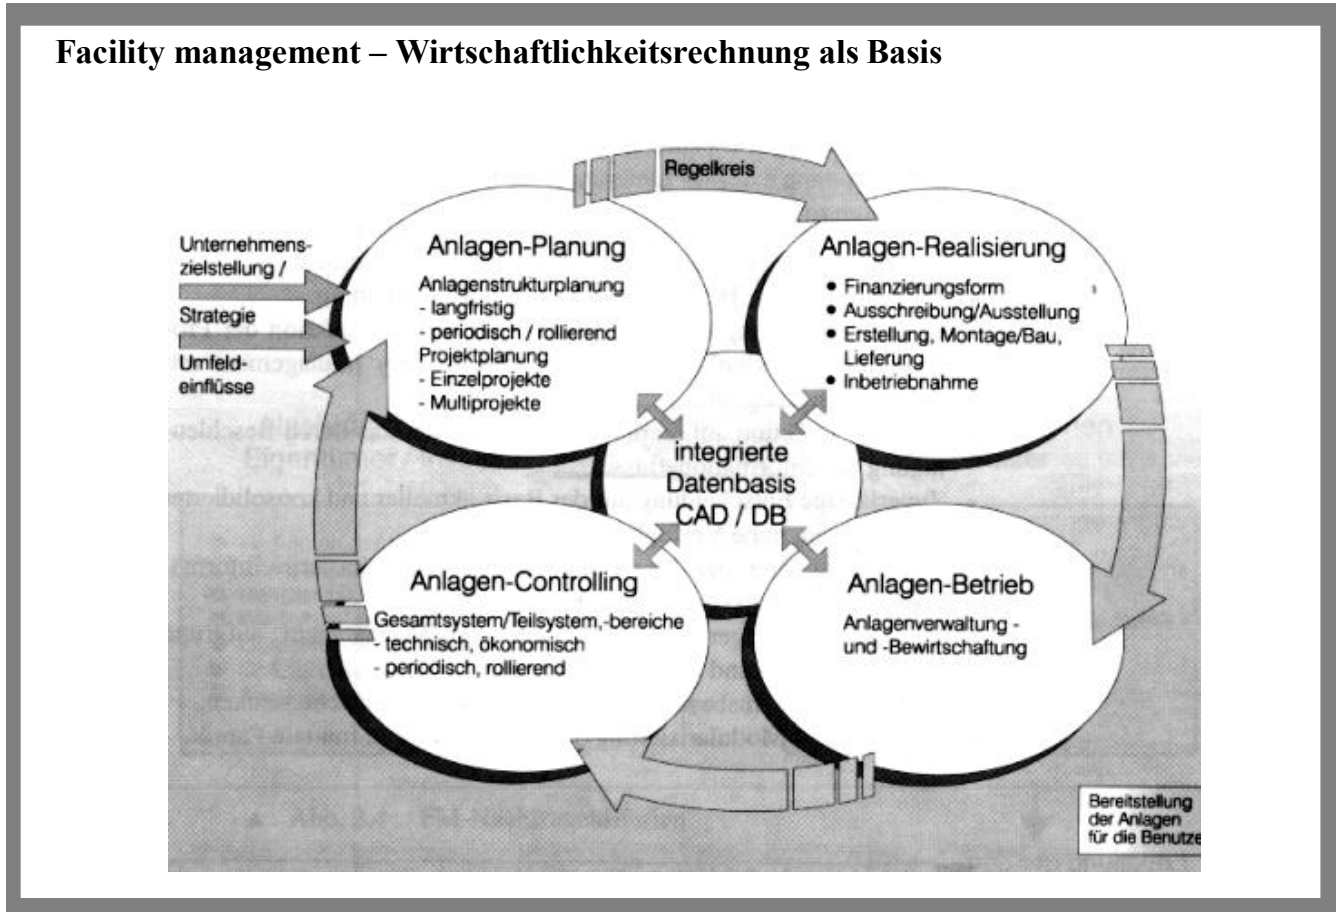 Facility management – Wirtschaftlichkeitsrechnung als Basis
Regelkreis
Unternehmens-
zielstellung /
Strategie
Umfeld-
einflüsse
Anlagen-Planung
Anlagenstrukturplanung
- langfristig
- periodisch / rollierend
Projektplanung
- Einzelprojekte
- Multiprojekte
Anlagen-Realisierung
● Finanzierungsform
● Ausschreibung/Ausstellung
● Erstellung, Montage/Bau,
Lieferung
● Inbetriebnahme
integrierte
Datenbasis
CAD / DB
Anlagen-Controlling
Gesamtsystem/Teilsystem,-bereiche
- technisch, ökonomisch
- periodisch, rollierend
Anlagen-Betrieb
Anlagenverwaltung -
und -Bewirtschaftung
Bereitstellung
der Anlagen
für die Benutze